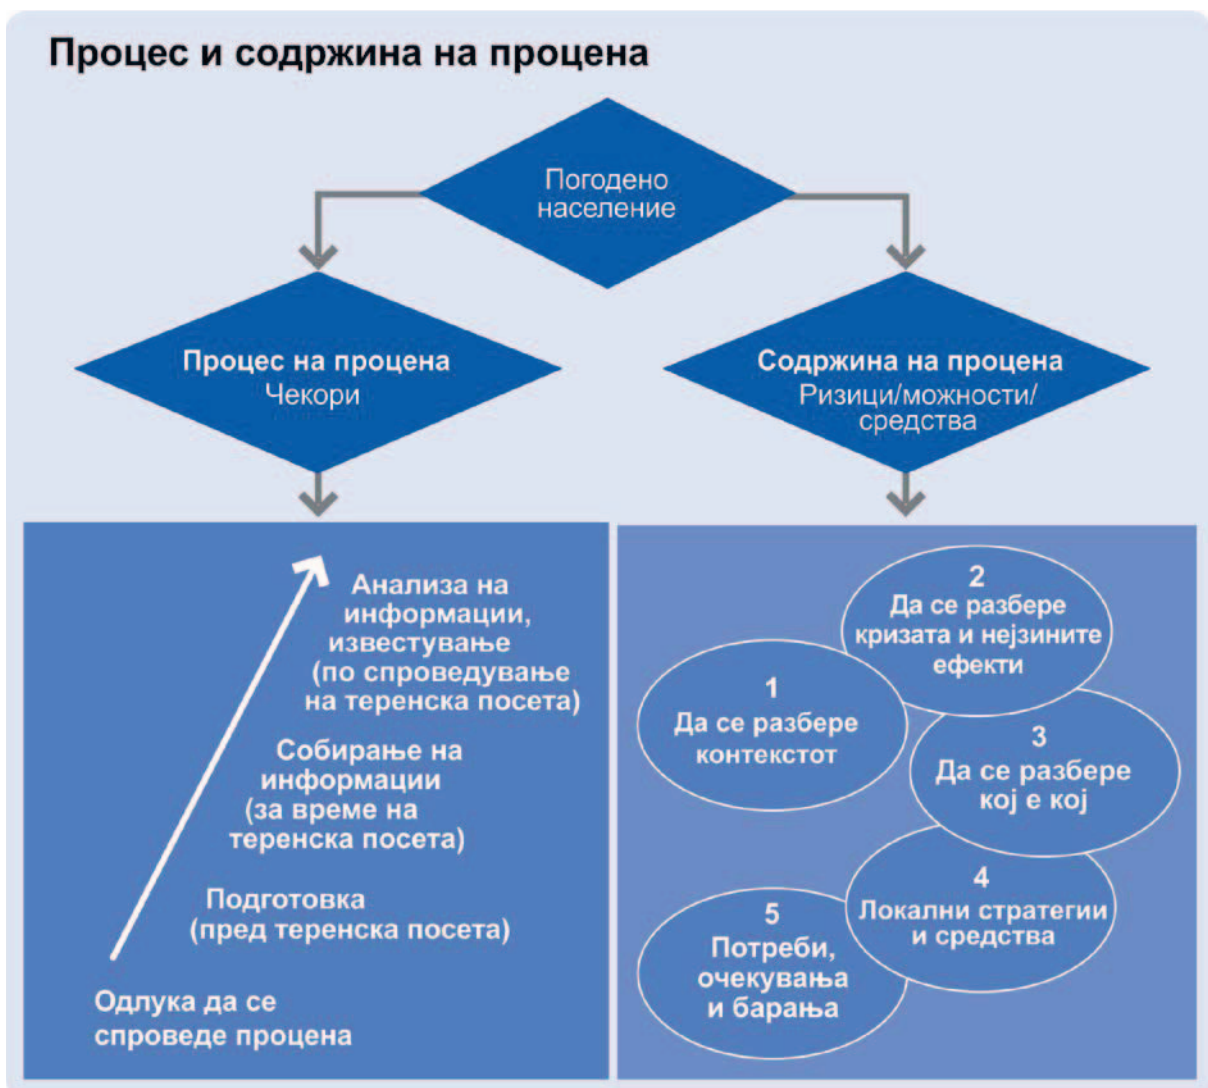 Процес и содржина на процена
Погодено
население
Процес на процена
Чекори
Содржина на процена
Ризици/можности/
средства
Анализа на
информации,
известување
(по спроведување
на теренска посета)
Собирање на
информации
(за време на
теренска посета)
Подготовка
(пред теренска посета)
Одлука да се
спроведе процена
1
Да се разбере
контекстот
2
Да се разбере
кризата и нејзините
ефекти
3
Да се разбере
кој е кој
4
Локални стратегии
и средства
5
Потреби,
очекувања
и барања